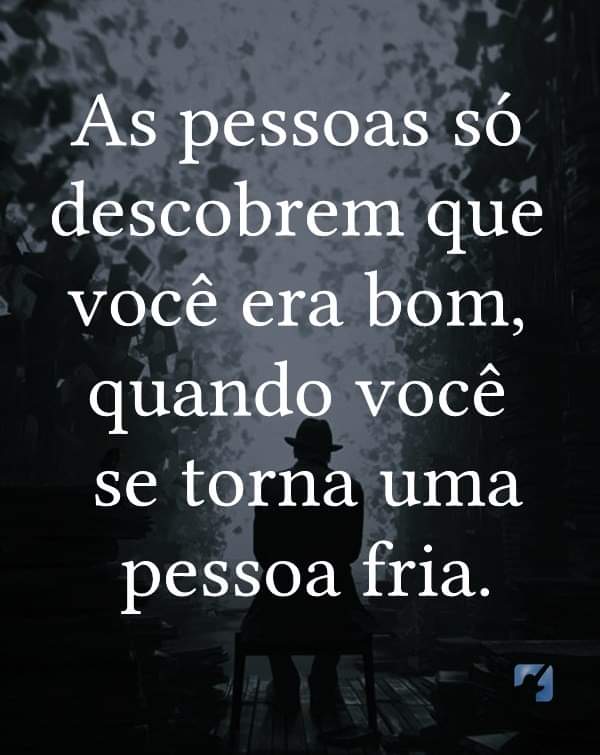 As pessoas só
descobrem que
você era bom,
quando você
se torna uma
pessoa fria.